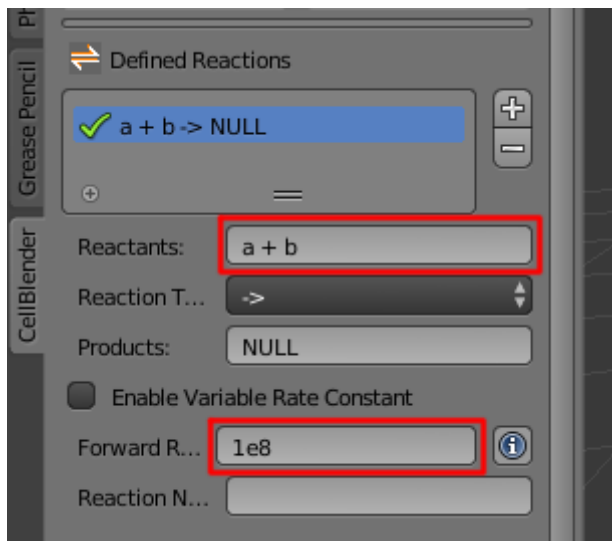 Ph
Grease Pencil
CellBlender
Defined Reactions
a + b -> NULL
Reactants:
a + b
Reaction T...
->
Products:
NULL
Enable Variable Rate Constant
Forward R...
1e8
Reaction N...